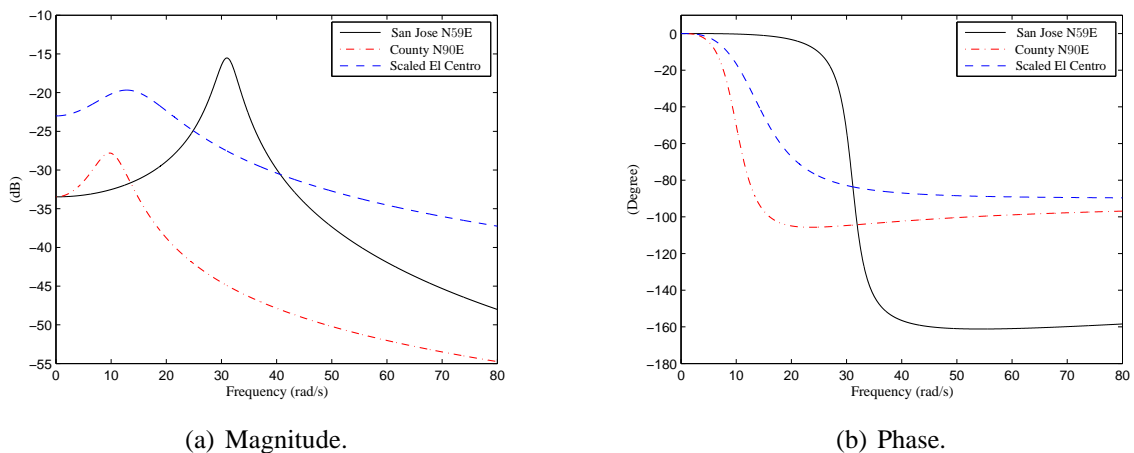 −10
−15
−20
−25
−30
−35
−40
−45
−50
−55
(dB)
0 10 20 30 40 50 60 70 80
Frequency (rad/s)
San Jose N59E
County N90E
Scaled El Centro
(a) Magnitude.
20
0
−20
−40
−60
−80
−100
−120
−140
−160
−180
(Degree)
0 10 20 30 40 50 60 70 80
Frequency (rad/s)
San Jose N59E
County N90E
Scaled El Centro
(b) Phase.